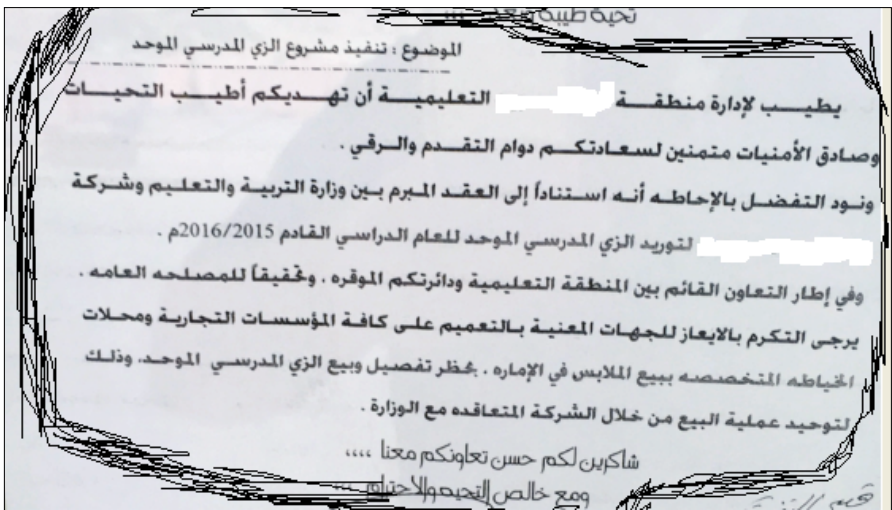 تحية طيبة وبعد ،،،
الموضوع : تنفيذ مشروع الزي المدرسي الموحد
يطيب لإدارة منطقة التعليمية أن تهديكم أطيب التحيات
وصادق الأمنيات متمنين لسعادتكم دوام التقدم والرقي .
ونود التفضل بالإحاطه أنه استناداً إلى العقد المبرم بين وزارة التربية والتعليم وشركة
لتوريد الزي المدرسي الموحد للعام الدراسي القادم 2016/2015م .
وفي إطار التعاون القائم بين المنطقة التعليمية ودائرتكم الموقره . وتحقيقاً للمصلحه العامه .
يرجى التكرم بالايعاز للجهات المعنية بالتعميم على كافة المؤسسات التجارية ومحلات
الخياطه المتخصصه ببيع الملابس في الإماره . بحظر تفصيل وبيع الزي المدرسي الموحد، وذلك
لتوحيد عملية البيع من خلال الشركة المتعاقده مع الوزارة .
شاكرين لكم حسن تعاونكم معنا ،،،،
ومع خالص التحيه والاحترام ،،،